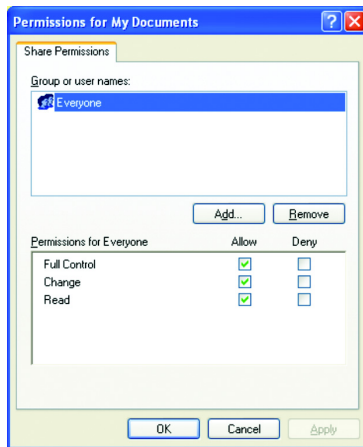 Permissions for My Documents
Share Permissions
Group or user names:
Everyone
Add... Remove
Permissions for Everyone Allow Deny
Full Control
Change
Read
OK Cancel Apply